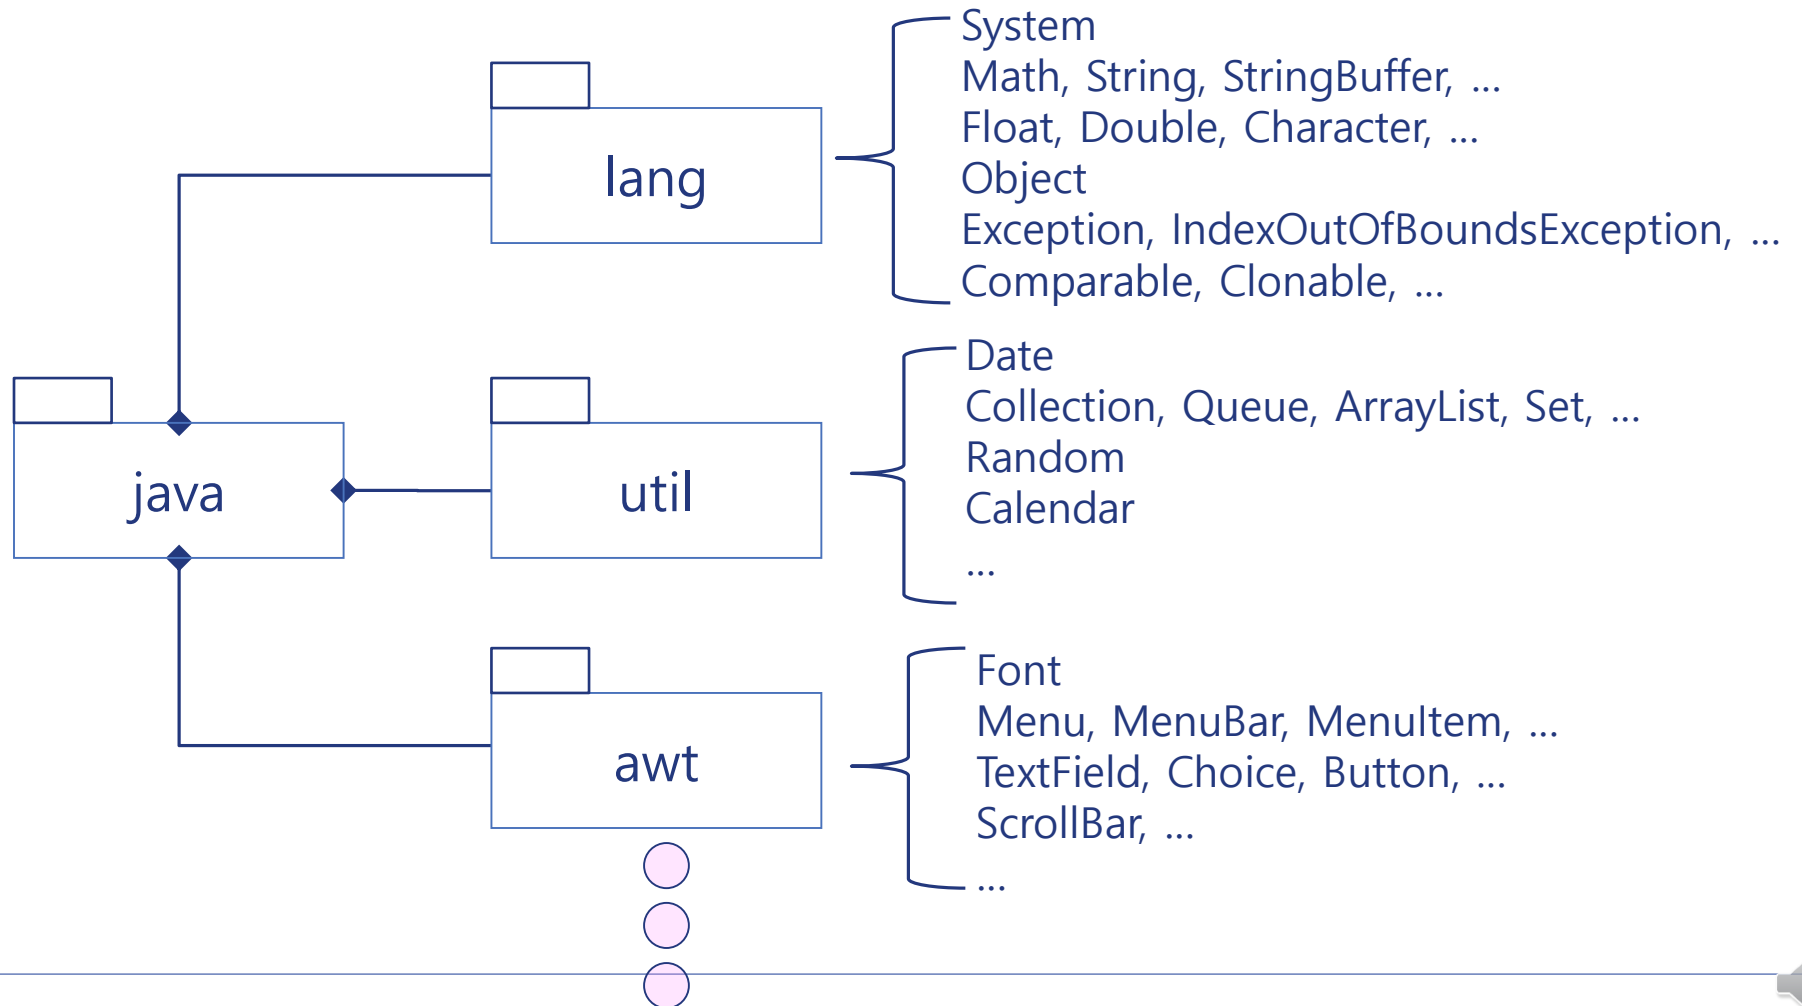 System
Math, String, StringBuffer, ...
Float, Double, Character, ...
Object
Exception, IndexOutOfBoundsException, ...
Comparable, Clonable, ...
lang
Date
Collection, Queue, ArrayList, Set, ...
Random
Calendar
...
java
util
Font
Menu, MenuBar, MenuItem, ...
TextField, Choice, Button, ...
ScrollBar, ...
...
awt